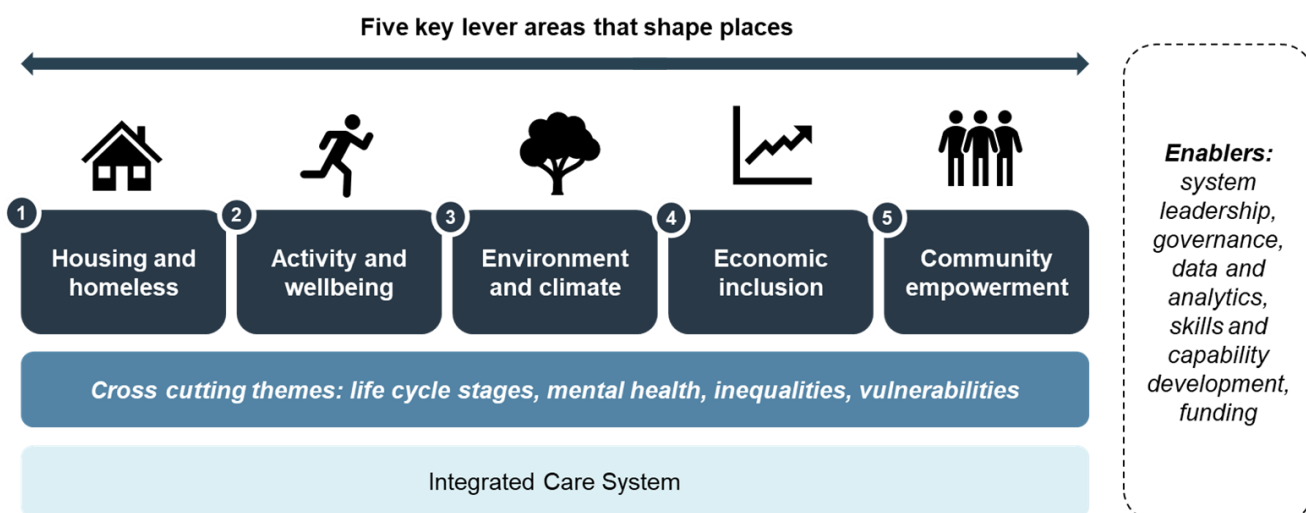 Five key lever areas that shape places
1
Housing and
homeless
2
Activity and
wellbeing
3
Environment
and climate
4
Economic
inclusion
5
Community
empowerment
Cross cutting themes: life cycle stages, mental health, inequalities, vulnerabilities
Integrated Care System
Enablers:
system
leadership,
governance,
data and
analytics,
skills and
capability
development,
funding